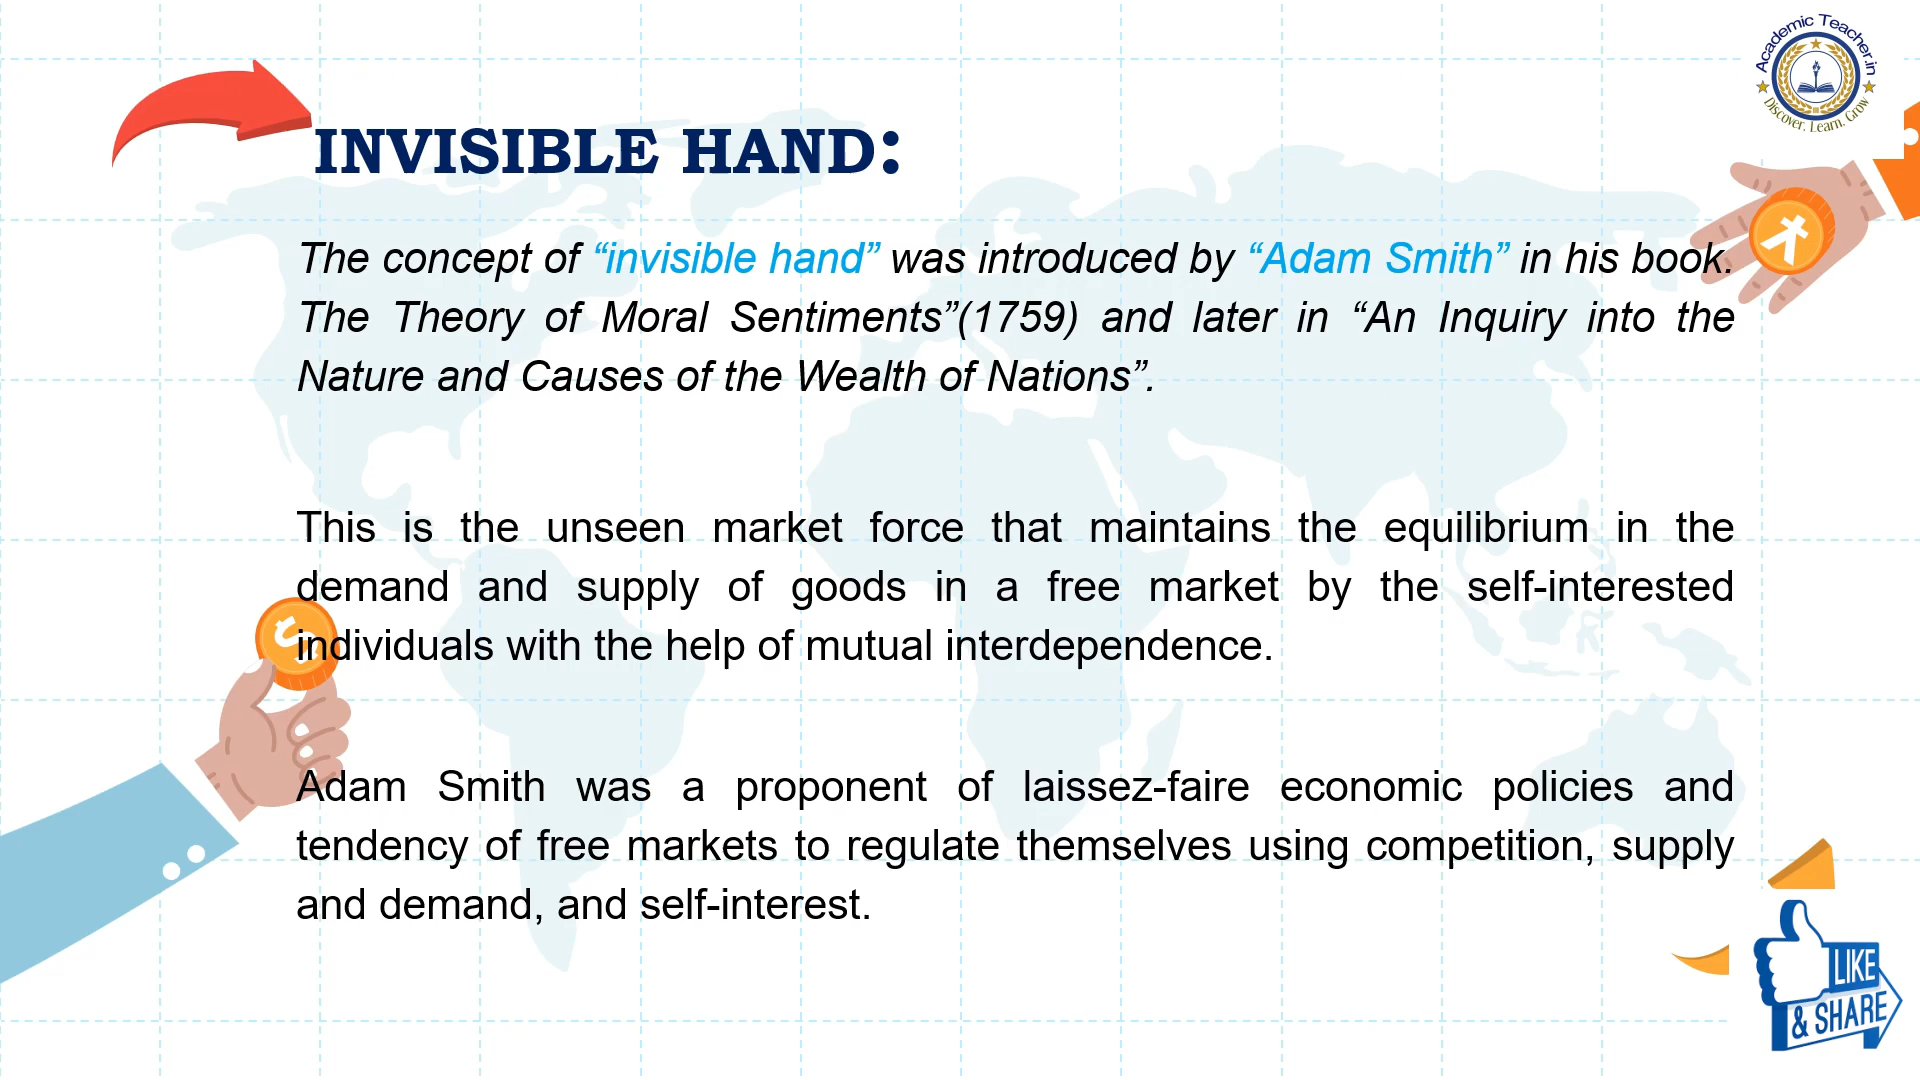 Academic Teacher.in
Discover. Learn. Grow
INVISIBLE HAND:
The concept of “invisible hand” was introduced by “Adam Smith” in his book.
The Theory of Moral Sentiments”(1759) and later in “An Inquiry into the
Nature and Causes of the Wealth of Nations”.
This is the unseen market force that maintains the equilibrium in the
demand and supply of goods in a free market by the self-interested
individuals with the help of mutual interdependence.
Adam Smith was a proponent of laissez-faire economic policies and
tendency of free markets to regulate themselves using competition, supply
and demand, and self-interest.
LIKE
& SHARE